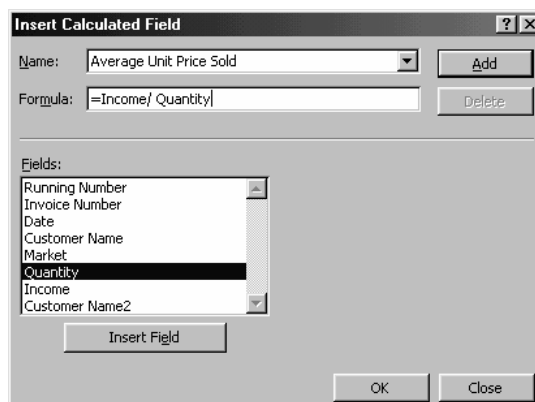 Insert Calculated Field
Name: Average Unit Price Sold Add
Formula: =Income/ Quantity Delete
Fields:
Running Number
Invoice Number
Date
Customer Name
Market
Quantity
Income
Customer Name2
Insert Field
OK Close